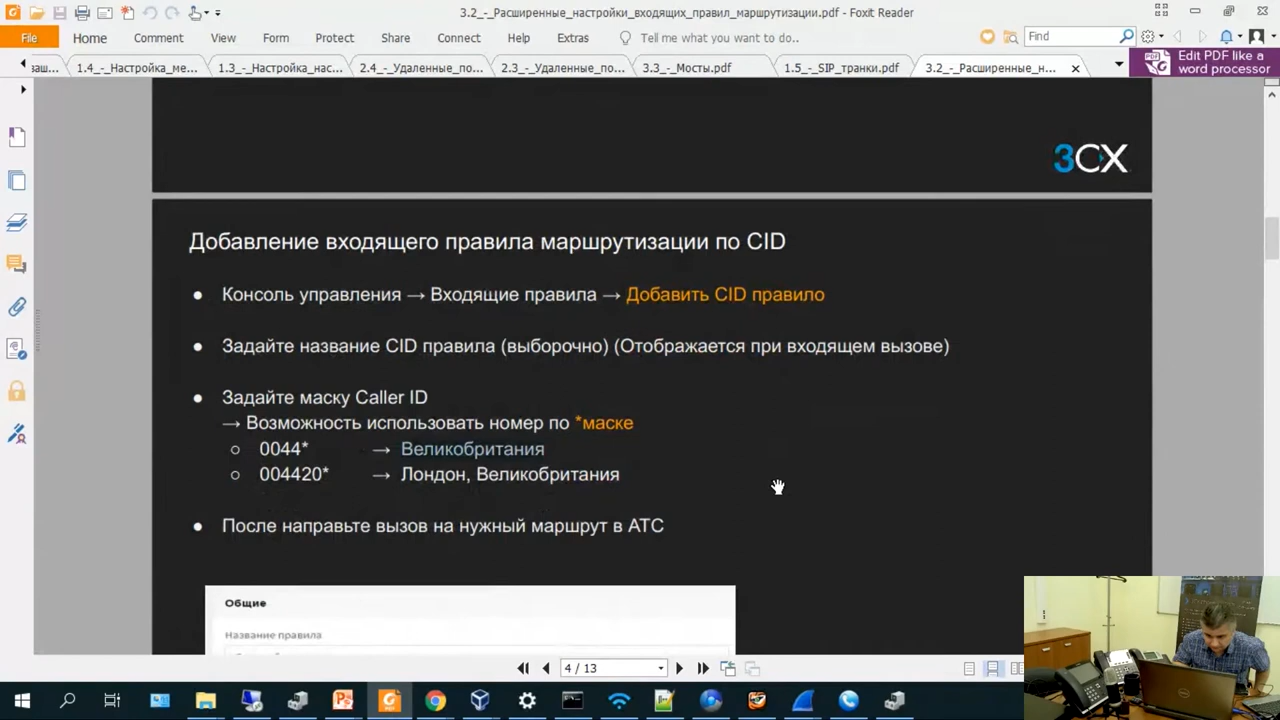 3.2_-_Расширенные_настройки_входящих_правил_маршрутизации.pdf - Foxit Reader
File Home Comment View Form Protect Share Connect Help Extras Tell me what you want to do.. Find
заш... 1.4_-_Настройка_ме... 1.3_-_Настройка_нас... 2.4_-_Удаленные_по... 2.3_-_Удаленные_по... 3.3_-_Мосты.pdf 1.5_-_SIP_транки.pdf 3.2_-_Расширенные_н...
Edit PDF like a
word processor
3CX
Добавление входящего правила маршрутизации по CID
● Консоль управления → Входящие правила → Добавить CID правило
● Задайте название CID правила (выборочно) (Отображается при входящем вызове)
● Задайте маску Caller ID
→ Возможность использовать номер по *маске
○ 0044* → Великобритания
○ 004420* → Лондон, Великобритания
● После направьте вызов на нужный маршрут в АТС
Общие
Название правила
4 / 13